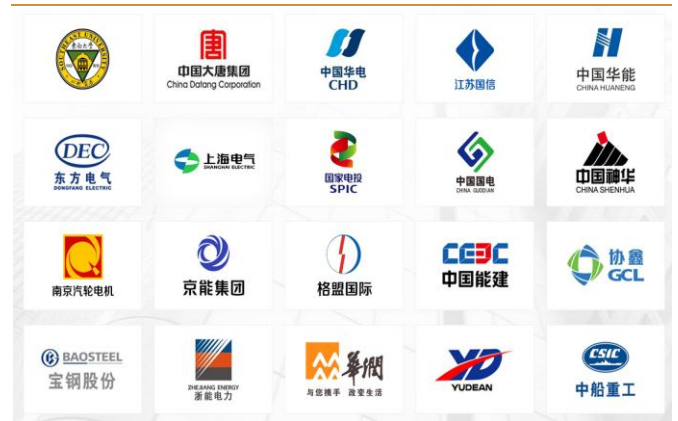 SOUTHEAST UNIVERSITY
唐
中国大唐集团
China Datang Corporation
中国华电
CHD
江苏国信
中国华能
CHINA HUANENG
DEC
东方电气
DONGFANG ELECTRIC
上海电气
SHANGHAI ELECTRIC
国家电投
SPIC
中国国电
CHINA GUODIAN
中国神华
CHINA SHENHUA
南京汽轮电机
京能集团
格盟国际
CEEC
中国能建
协鑫
GCL
BAOSTEEL
宝钢股份
ZHEJIANG ENERGY
浙能电力
華潤
与您携手 改变生活
YD
YUDEAN
CSIC
中船重工